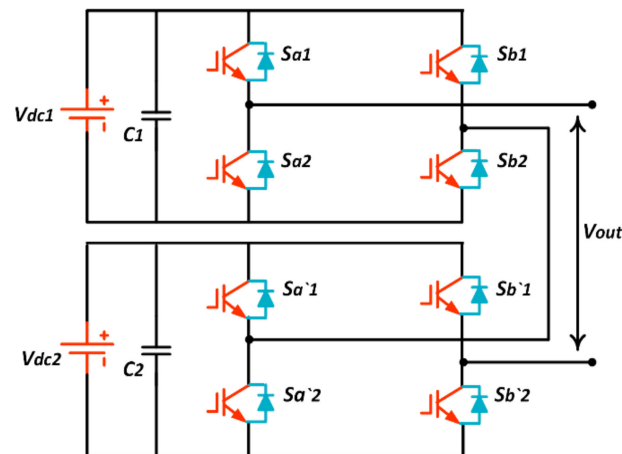 Sa1
Sb1
+
Vdc1
C1
Sa2
Sb2
Vout
Sa`1
Sb`1
+
Vdc2
C2
Sa`2
Sb`2